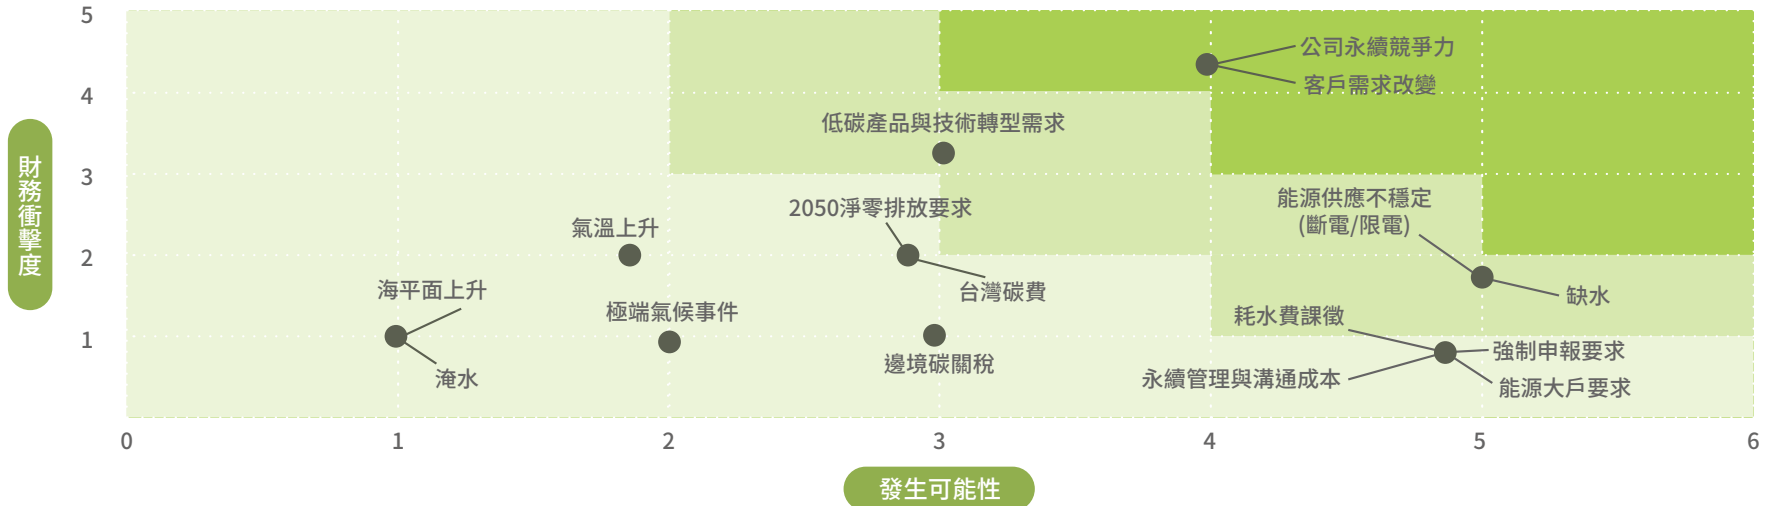 財務衝擊度
5
4
3
2
1
公司永續競爭力
客戶需求改變
低碳產品與技術轉型需求
能源供應不穩定
(斷電/限電)
2050淨零排放要求
氣溫上升
海平面上升
台灣碳費
缺水
極端氣候事件
耗水費課徵
強制申報要求
邊境碳關稅
淹水
永續管理與溝通成本
能源大戶要求
0
1
2
3
4
5
6
發生可能性